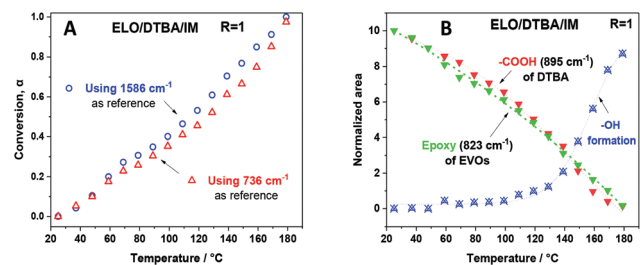 A
ELO/DTBA/IM R=1
Conversion, α
1.0
0.8
0.6
0.4
0.2
0.0
Using 1586 cm⁻¹
as reference
Using 736 cm⁻¹
as reference
20 40 60 80 100 120 140 160 180
Temperature / °C
B
ELO/DTBA/IM R=1
Normalized area
10
8
6
4
2
0
-COOH (895 cm⁻¹)
of DTBA
Epoxy (823 cm⁻¹)
of EVOs
-OH
formation
20 40 60 80 100 120 140 160 180
Temperature / °C